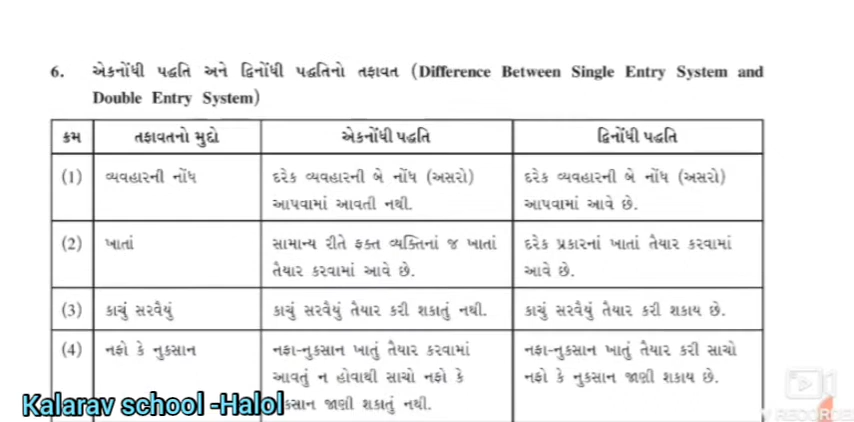 6. એકનોંધી પદ્ધતિ અને દ્વિનોંધી પદ્ધતિનો તફાવત (Difference Between Single Entry System and
Double Entry System)
ક્રમ તફાવતનો મુદ્દો એકનોંધી પદ્ધતિ દ્વિનોંધી પદ્ધતિ
(1) વ્યવહારની નોંધ દરેક વ્યવહારની બે નોંધ (અસરો) દરેક વ્યવહારની બે નોંધ (અસરો)
આપવામાં આવતી નથી. આપવામાં આવે છે.
(2) ખાતાં સામાન્ય રીતે ફક્ત વ્યક્તિનાં જ ખાતાં દરેક પ્રકારનાં ખાતાં તૈયાર કરવામાં
તૈયાર કરવામાં આવે છે. આવે છે.
(3) કાચું સરવૈયું કાચું સરવૈયું તૈયાર કરી શકાતું નથી. કાચું સરવૈયું તૈયાર કરી શકાય છે.
(4) નફો કે નુકસાન નફા-નુકસાન ખાતું તૈયાર કરવામાં નફા-નુકસાન ખાતું તૈયાર કરી સાચો
આવતું ન હોવાથી સાચો નફો કે નફો કે નુકસાન જાણી શકાય છે.
જાણી શકાતું નથી.
Kalarav school -Halol